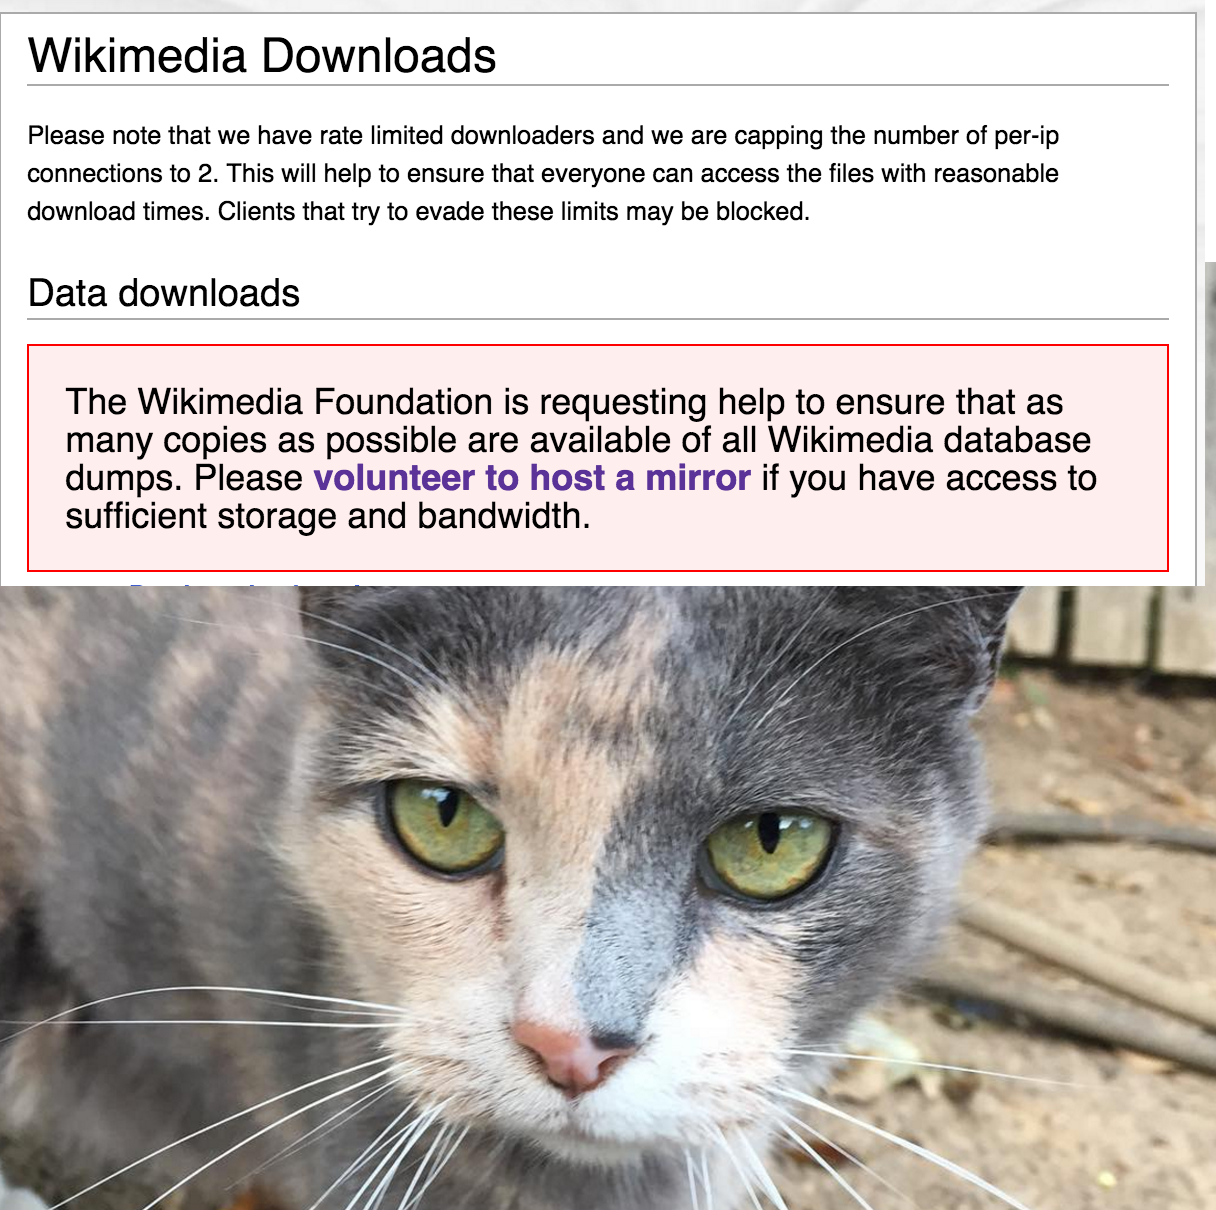 Wikimedia Downloads
Please note that we have rate limited downloaders and we are capping the number of per-ip
connections to 2. This will help to ensure that everyone can access the files with reasonable
download times. Clients that try to evade these limits may be blocked.
Data downloads
The Wikimedia Foundation is requesting help to ensure that as
many copies as possible are available of all Wikimedia database
dumps. Please volunteer to host a mirror if you have access to
sufficient storage and bandwidth.